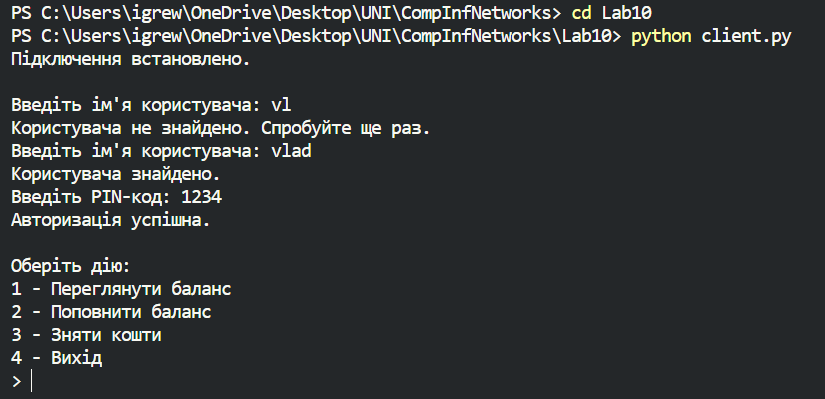 PS C:\Users\igrew\OneDrive\Desktop\UNI\CompInfNetworks> cd Lab10
PS C:\Users\igrew\OneDrive\Desktop\UNI\CompInfNetworks\Lab10> python client.py
Підключення встановлено.
Введіть ім'я користувача: vl
Користувача не знайдено. Спробуйте ще раз.
Введіть ім'я користувача: vlad
Користувача знайдено.
Введіть PIN-код: 1234
Авторизація успішна.
Оберіть дію:
1 - Переглянути баланс
2 - Поповнити баланс
3 - Зняти кошти
4 - Вихід
>